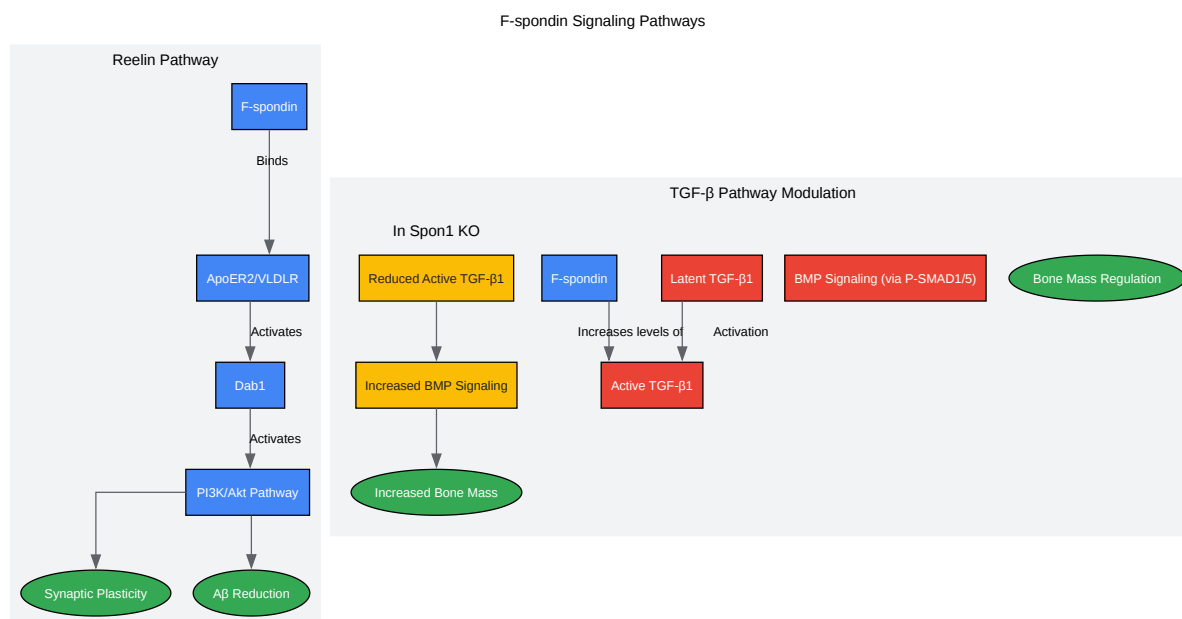 F-spondin Signaling Pathways
Reelin Pathway
F-spondin
Binds
ApoER2/VLDLR
Activates
Dab1
Activates
PI3K/Akt Pathway
Synaptic Plasticity
Aβ Reduction
TGF-β Pathway Modulation
In Spon1 KO
Reduced Active TGF-β1
Increased BMP Signaling
Increased Bone Mass
F-spondin
Latent TGF-β1
Increases levels of
Activation
Active TGF-β1
BMP Signaling (via P-SMAD1/5)
Bone Mass Regulation